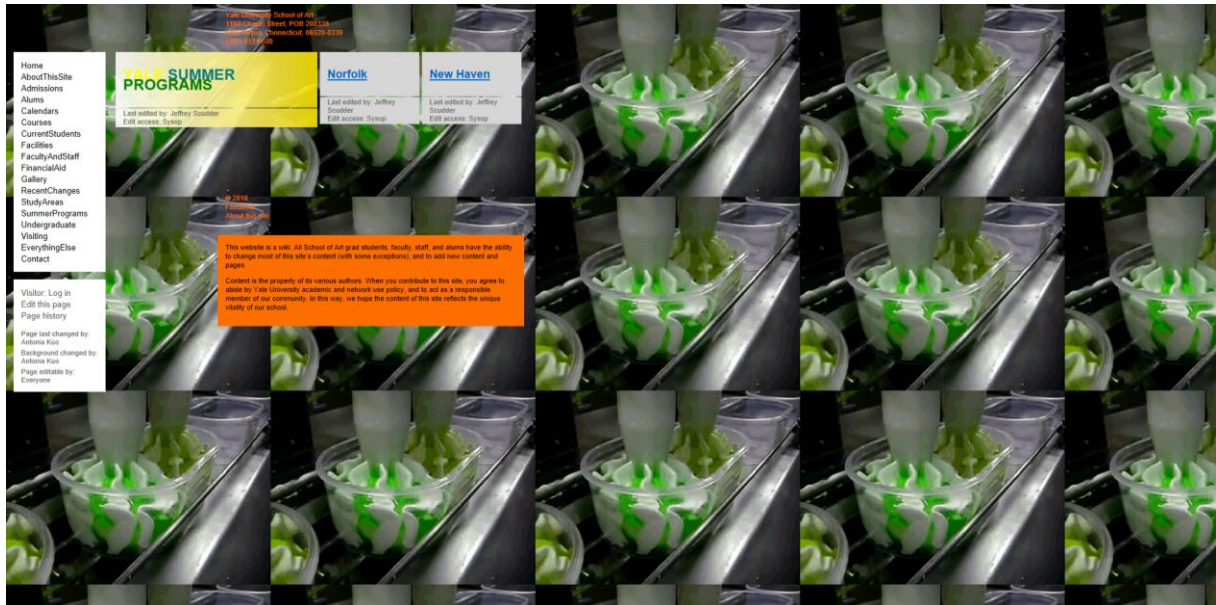 Yale University School of Art
1156 Chapel Street, POB 208339
Connecticut, 06520-8339
Home
AboutThisSite
Admissions
Alums
Calendars
Courses
CurrentStudents
Facilities
FacultyAndStaff
FinancialAid
Gallery
RecentChanges
StudyAreas
SummerPrograms
Undergraduate
Visiting
EverythingElse
Contact
Visitor: Log in
Edit this page
Page history
Page last changed by:
Antonia Kuo
Background changed by:
Antonia Kuo
Page editable by:
Everyone
YALE SUMMER
PROGRAMS
Last edited by: Jeffrey Scudder
Edit access: Sysop
Norfolk
Last edited by: Jeffrey
Scudder
Edit access: Sysop
New Haven
Last edited by: Jeffrey
Scudder
Edit access: Sysop
© 2016
About this site
This website is a wiki. All School of Art grad students, faculty, staff, and alums have the ability
to change most of this site's content (with some exceptions); and to add new content and
pages.
Content is the property of its various authors. When you contribute to this site, you agree to
abide by Yale University academic and network use policy, and to act as a responsible
member of our community. In this way, we hope the content of this site reflects the unique
vitality of our school.